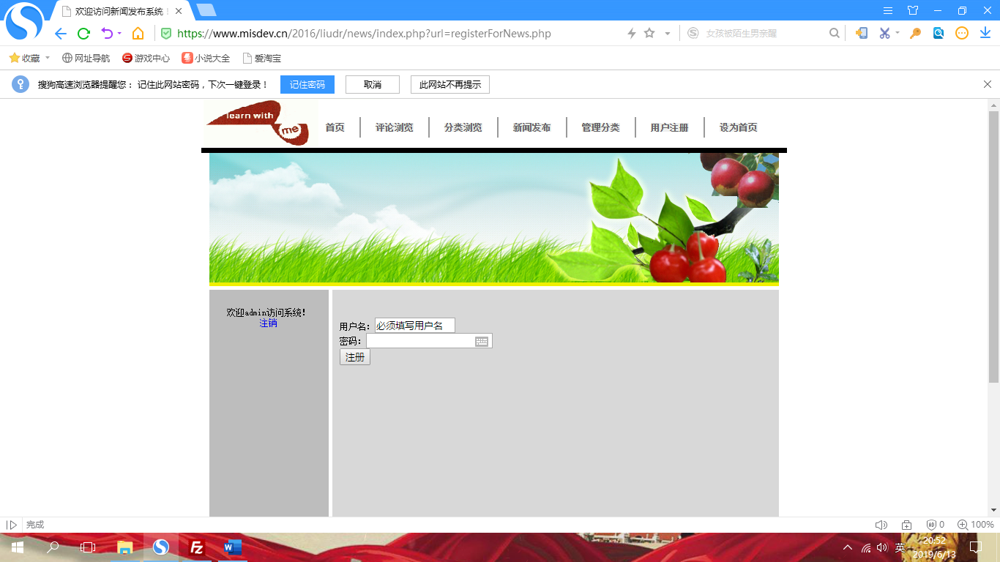 欢迎访问新闻发布系统！
https://www.misdev.cn/2016/liudr/news/index.php?url=registerForNews.php
女孩被陌生男亲醒
收藏 网址导航 游戏中心 小说大全 爱淘宝
搜狗高速浏览器提醒您： 记住此网站密码，下次一键登录！ 记住密码 取消 此网站不再提示
learn with
me
首页 评论浏览 分类浏览 新闻发布 管理分类 用户注册 设为首页
欢迎admin访问系统！
注销
用户名： 必须填写用户名
密码：
注册
完成
AD 0 100%
英
20:52
2019/6/13